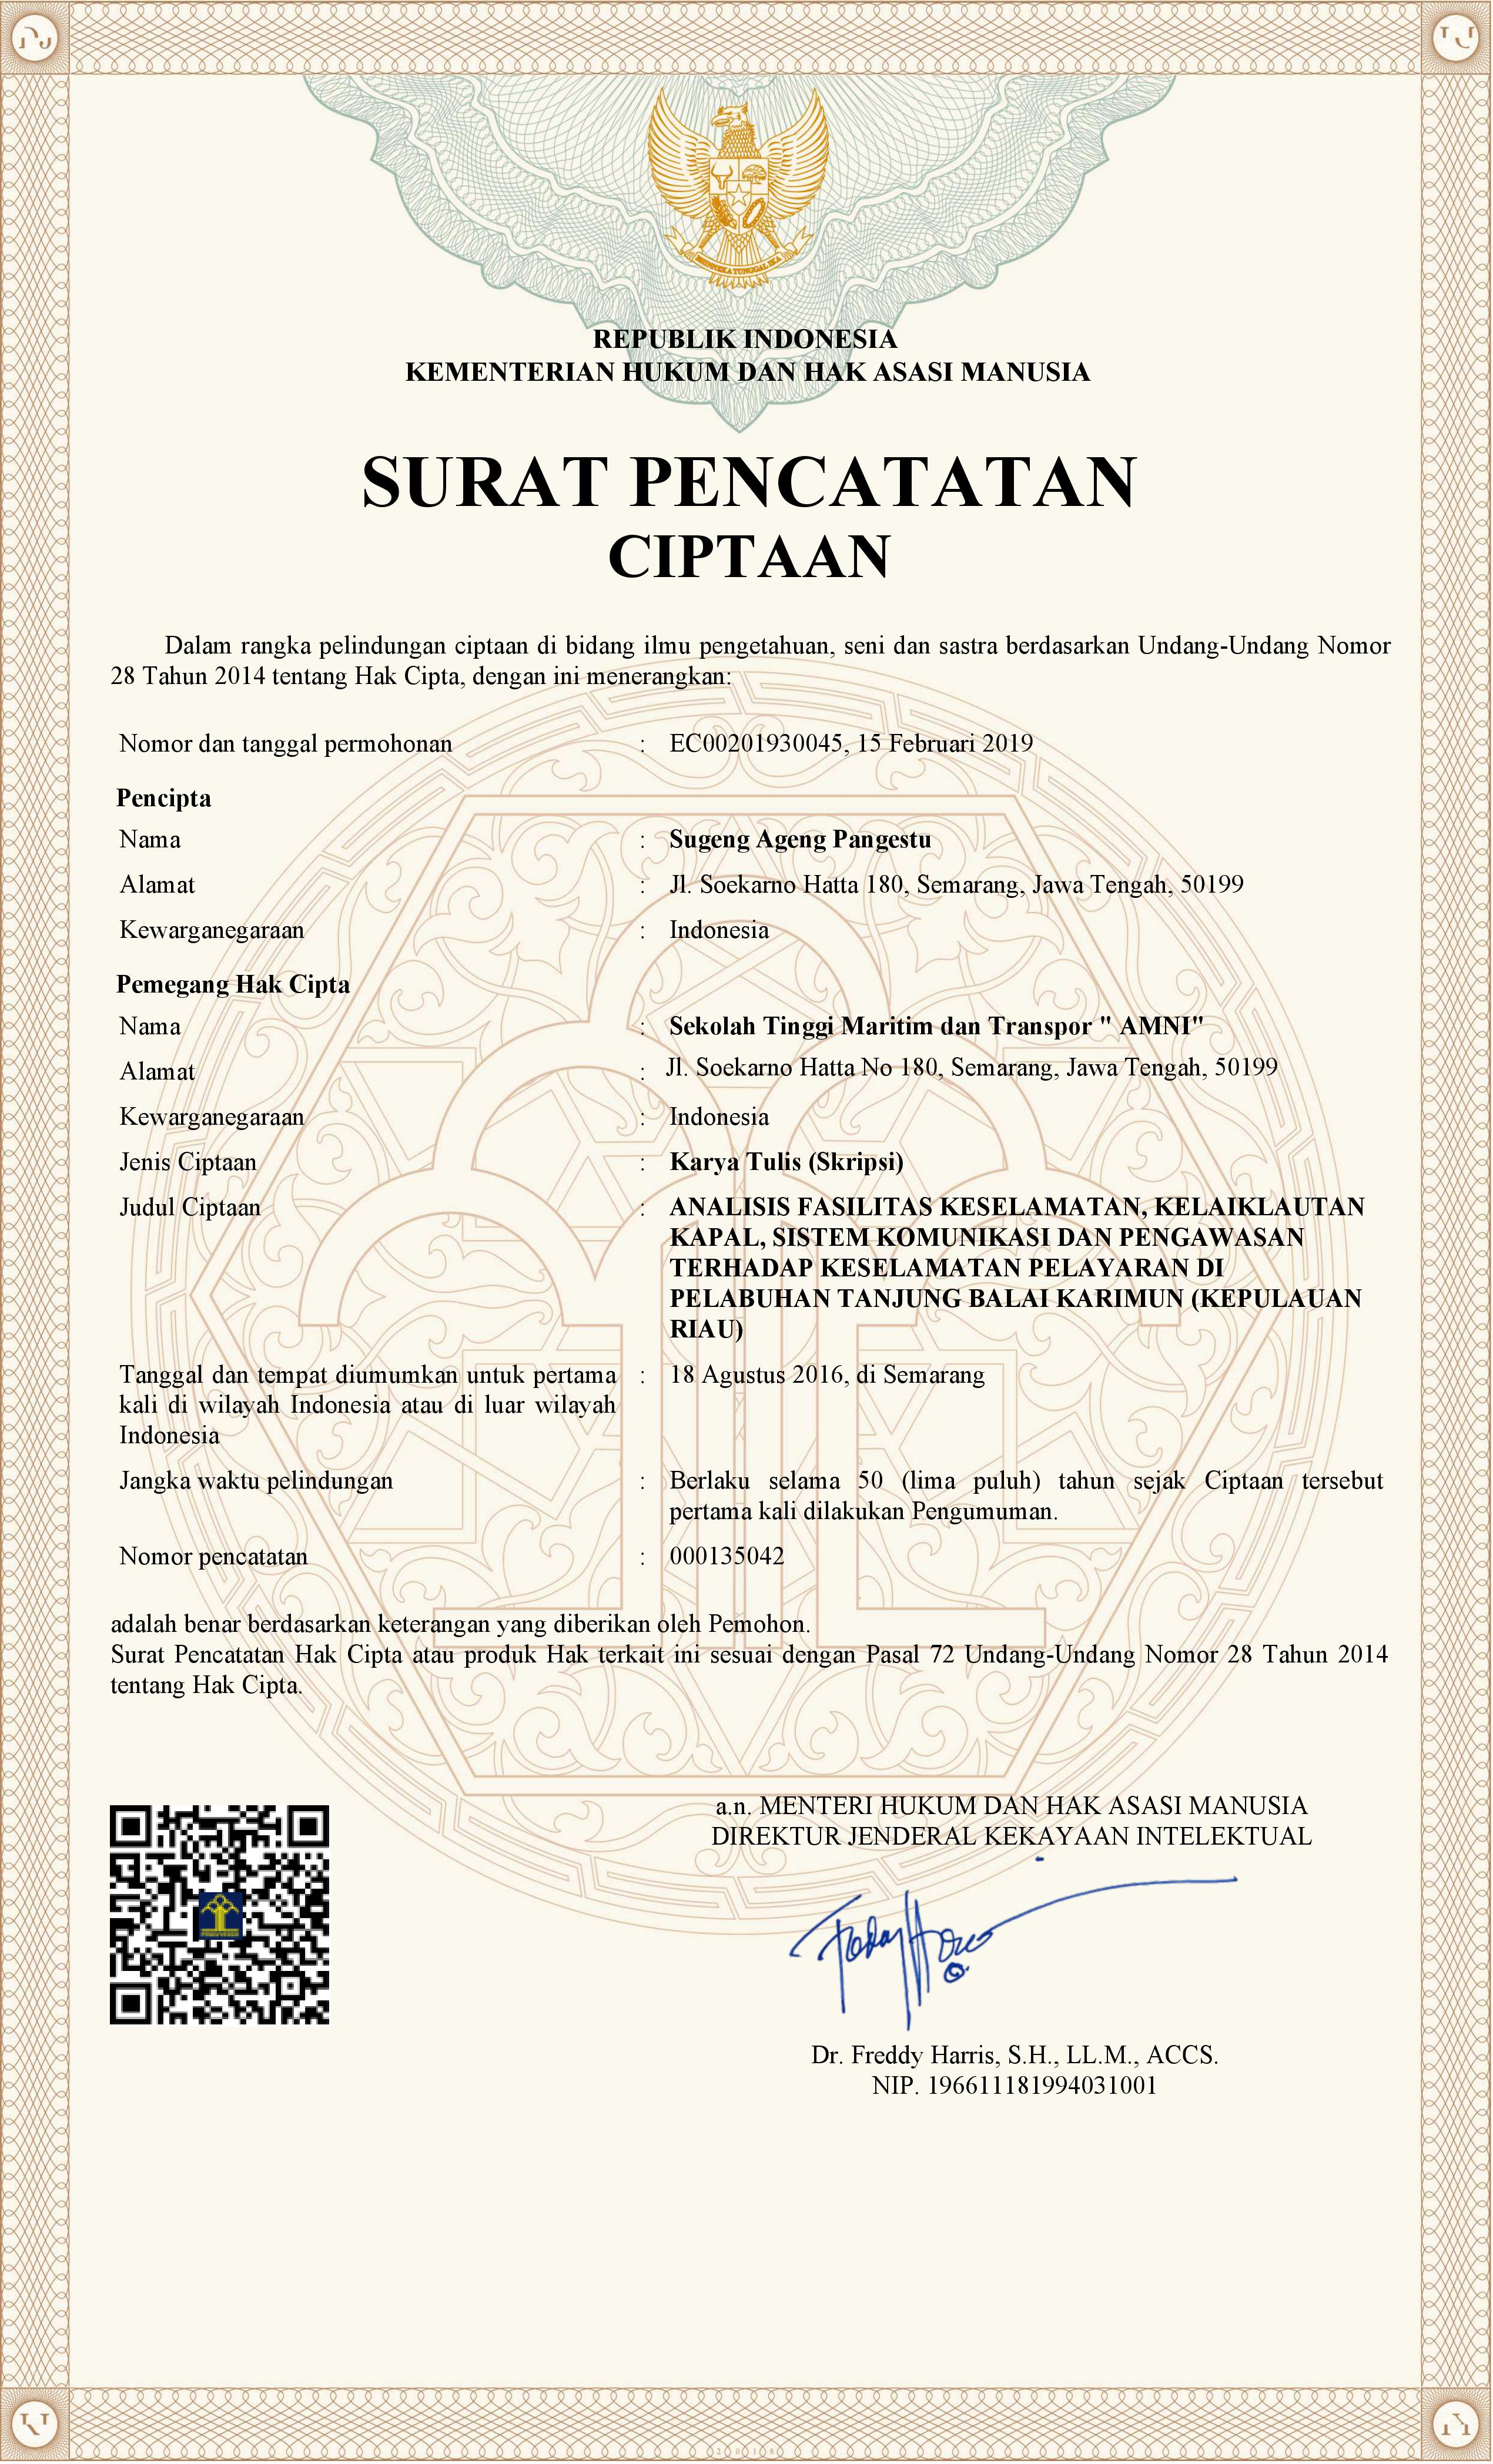 BHINNEKA TUNGGAL IKA
REPUBLIK INDONESIA
KEMENTERIAN HUKUM DAN HAK ASASI MANUSIA
SURAT PENCATATAN
CIPTAAN
Dalam rangka pelindungan ciptaan di bidang ilmu pengetahuan, seni dan sastra berdasarkan Undang-Undang Nomor
28 Tahun 2014 tentang Hak Cipta, dengan ini menerangkan:
Nomor dan tanggal permohonan : EC00201930045, 15 Februari 2019
Pencipta
Nama : Sugeng Ageng Pangestu
Alamat : Jl. Soekarno Hatta 180, Semarang, Jawa Tengah, 50199
Kewarganegaraan : Indonesia
Pemegang Hak Cipta
Nama : Sekolah Tinggi Maritim dan Transpor " AMNI"
Alamat : Jl. Soekarno Hatta No 180, Semarang, Jawa Tengah, 50199
Kewarganegaraan : Indonesia
Jenis Ciptaan : Karya Tulis (Skripsi)
Judul Ciptaan : ANALISIS FASILITAS KESELAMATAN, KELAIKLAUTAN
KAPAL, SISTEM KOMUNIKASI DAN PENGAWASAN
TERHADAP KESELAMATAN PELAYARAN DI
PELABUHAN TANJUNG BALAI KARIMUN (KEPULAUAN
RIAU)
Tanggal dan tempat diumumkan untuk pertama : 18 Agustus 2016, di Semarang
kali di wilayah Indonesia atau di luar wilayah
Indonesia
Jangka waktu pelindungan : Berlaku selama 50 (lima puluh) tahun sejak Ciptaan tersebut
pertama kali dilakukan Pengumuman.
Nomor pencatatan : 000135042
adalah benar berdasarkan keterangan yang diberikan oleh Pemohon.
Surat Pencatatan Hak Cipta atau produk Hak terkait ini sesuai dengan Pasal 72 Undang-Undang Nomor 28 Tahun 2014
tentang Hak Cipta.
a.n. MENTERI HUKUM DAN HAK ASASI MANUSIA
DIREKTUR JENDERAL KEKAYAAN INTELEKTUAL
Dr. Freddy Harris, S.H., LL.M., ACCS.
NIP. 196611181994031001